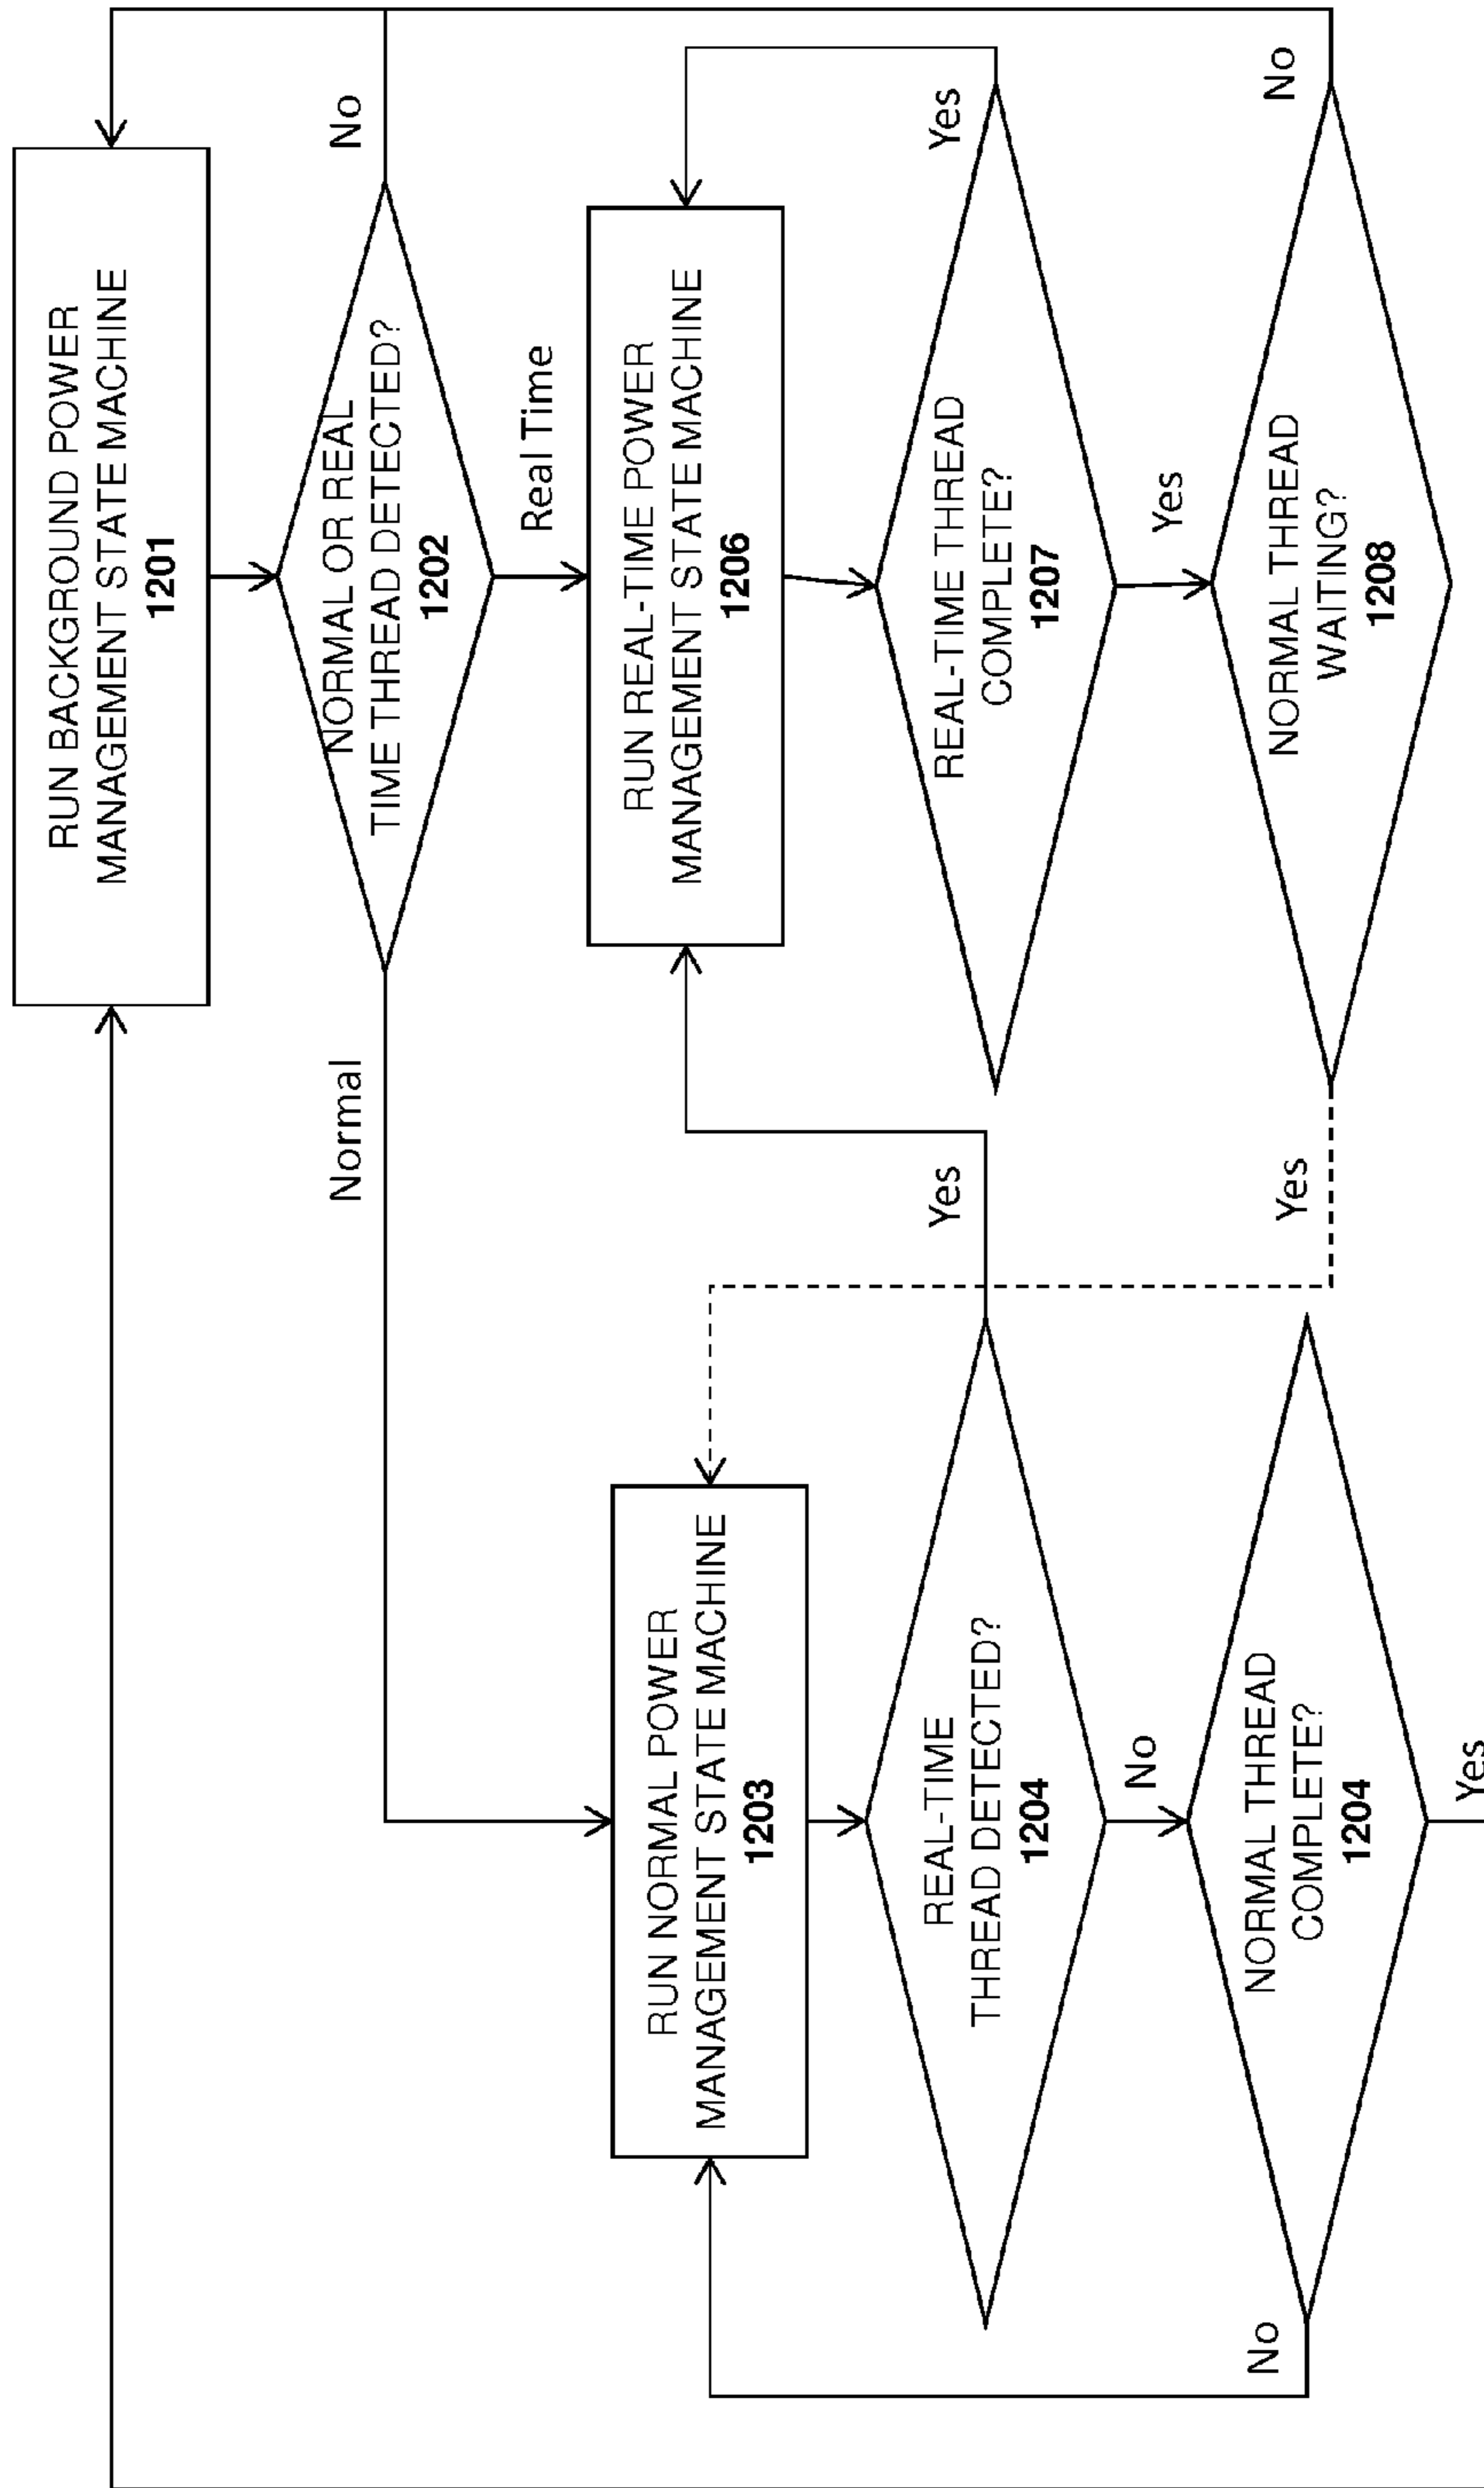 RUN BACKGROUND POWER
MANAGEMENT STATE MACHINE
1201
No
NORMAL OR REAL
TIME THREAD DETECTED?
1202
Normal
Real Time
RUN NORMAL POWER
MANAGEMENT STATE MACHINE
1203
RUN REAL-TIME POWER
MANAGEMENT STATE MACHINE
1206
REAL-TIME
THREAD DETECTED?
1204
Yes
REAL-TIME THREAD
COMPLETE?
1207
Yes
No
Yes
No
NORMAL THREAD
COMPLETE?
1204
Yes
NORMAL THREAD
WAITING?
1208
No
Yes